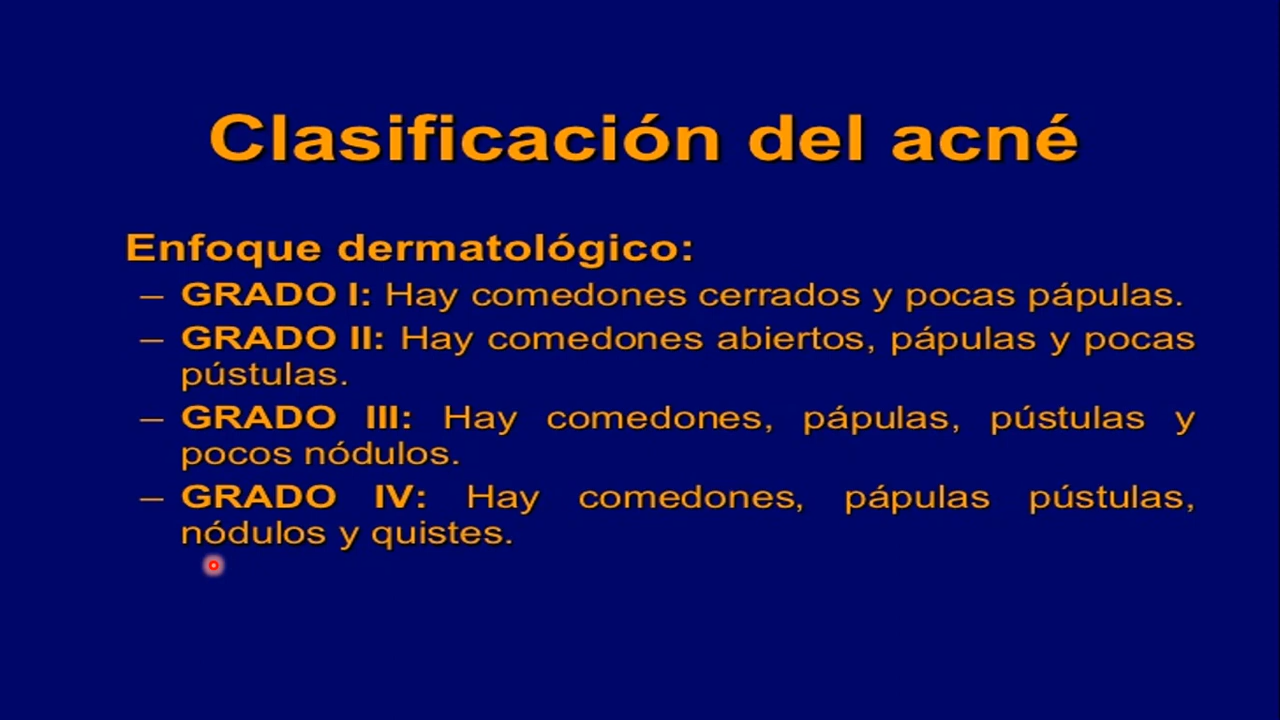 Clasificación del acné
Enfoque dermatológico:
– GRADO I: Hay comedones cerrados y pocas pápulas.
– GRADO II: Hay comedones abiertos, pápulas y pocas
pústulas.
– GRADO III: Hay comedones, pápulas, pústulas y
pocos nódulos.
– GRADO IV: Hay comedones, pápulas pústulas,
nódulos y quistes.